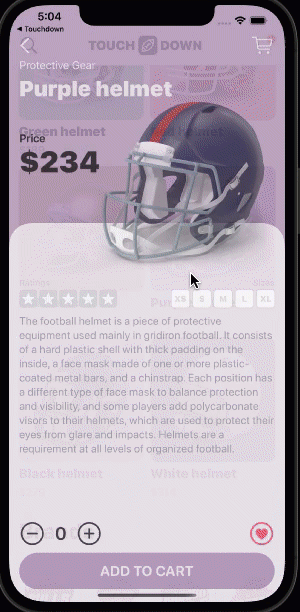 5:04
◀ Touchdown
TOUCH DOWN
Protective Gear
Purple helmet
Green helmet
Price
$234
Ratings
Sizes
XS S M L XL
The football helmet is a piece of protective
equipment used mainly in gridiron football. It consists
of a hard plastic shell with thick padding on the
inside, a face mask made of one or more plastic-
coated metal bars, and a chinstrap. Each position has
a different type of face mask to balance protection
and visibility, and some players add polycarbonate
visors to their helmets, which are used to protect their
eyes from glare and impacts. Helmets are a
requirement at all levels of organized football.
Black helmet
White helmet
0
ADD TO CART